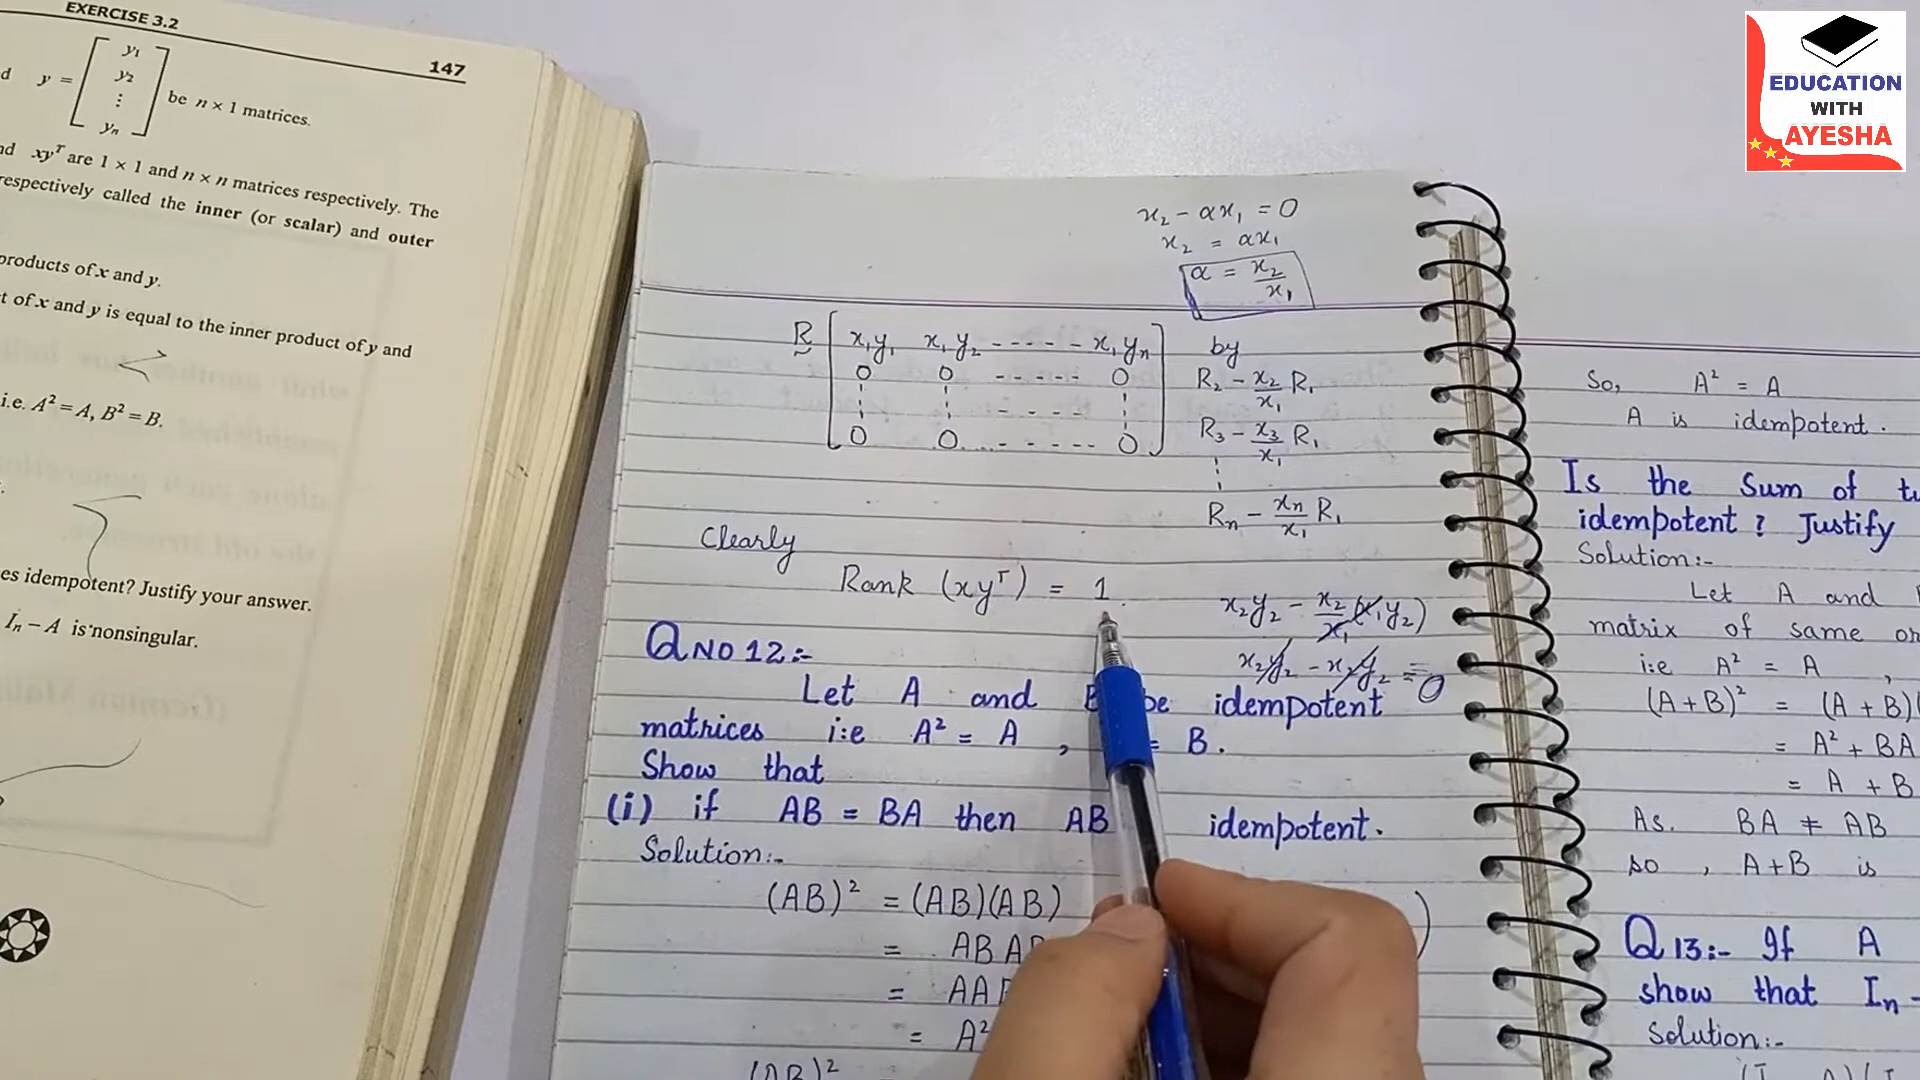 EXERCISE 3.2
147
y = [ y₁ y₂ ⋮ yₙ ] be n × 1 matrices.
xyᵀ are 1 × 1 and n × n matrices respectively. The
respectively called the inner (or scalar) and outer
products of x and y.
of x and y is equal to the inner product of y and
i.e. A² = A, B² = B.
idempotent? Justify your answer.
Iₙ – A is nonsingular.
x₂ - αx₁ = 0
x₂ = αx₁
α = x₂/x₁
R [ x₁y₁ x₁y₂ - - - - - x₁yₙ by
0 0 - - - - - 0 R₂ - x₂/x₁ R₁
0 0 - - - - - 0 ] R₃ - x₃/x₁ R₁
Rₙ - xₙ/x₁ R₁
Clearly
Rank (xyᵀ) = 1.
x₂y₂ - x₂/x₁ (x₁y₂)
x₂y₂ - x₂y₂ = 0
Q NO 12:-
Let A and be idempotent
matrices i:e A² = A , = B.
Show that
(i) if AB = BA then AB idempotent.
Solution:-
(AB)² = (AB)(AB)
= AB
= AA
= A²
(AB)²
So, A² = A
A is idempotent.
Is the Sum of
idempotent? Justify
Solution:-
Let A and
matrix of same
i:e A² = A ,
(A+B)² = (A+B)(
= A² + BA
= A + B
As. BA ≠ AB
so , A+B is
Q 13:- If A
show that Iₙ -
Solution:-
EDUCATION
WITH
AYESHA